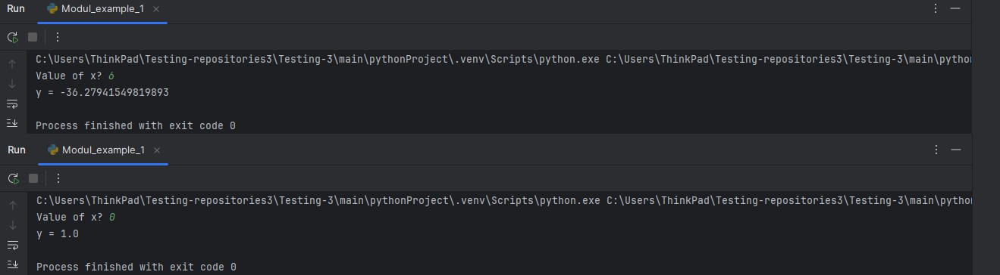 Run Modul_example_1
C:\Users\ThinkPad\Testing-repositories3\Testing-3\main\pythonProject\.venv\Scripts\python.exe C:\Users\ThinkPad\Testing-repositories3\Testing-3\main\python
Value of x? 6
y = -36.27941549819893
Process finished with exit code 0
Run Modul_example_1
C:\Users\ThinkPad\Testing-repositories3\Testing-3\main\pythonProject\.venv\Scripts\python.exe C:\Users\ThinkPad\Testing-repositories3\Testing-3\main\python
Value of x? 0
y = 1.0
Process finished with exit code 0